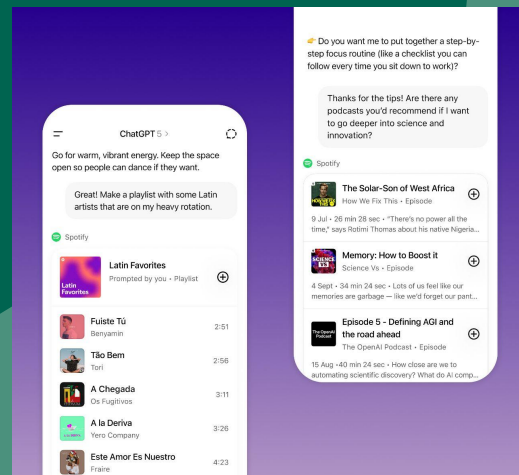 ChatGPT 5 >
Go for warm, vibrant energy. Keep the space
open so people can dance if they want.
Great! Make a playlist with some Latin
artists that are on my heavy rotation.
Spotify
Latin
Favorites
Latin Favorites
Prompted by you • Playlist
Fuiste Tú
Benyamin
2:51
Tão Bem
Tori
2:56
A Chegada
Os Fugitivos
3:11
A la Deriva
Yero Company
3:26
Este Amor Es Nuestro
Fraire
4:23
👉 Do you want me to put together a step-by-
step focus routine (like a checklist you can
follow every time you sit down to work)?
Thanks for the tips! Are there any
podcasts you'd recommend if I want
to go deeper into science and
innovation?
Spotify
The Solar-Son of West Africa
How We Fix This • Episode
9 Jul • 26 min 28 sec • "There's no power all the
time," says Rotimi Thomas about his native Nigeria...
SCIENCE
VS
Memory: How to Boost it
Science Vs • Episode
4 Sept • 34 min 24 sec • Lots of us feel like our
memories are garbage — like we'd forget our pant...
The OpenAI
Podcast
Episode 5 - Defining AGI and
the road ahead
The OpenAI Podcast • Episode
15 Aug •40 min 24 sec • How close are we to
automating scientific discovery? What do AI comp...